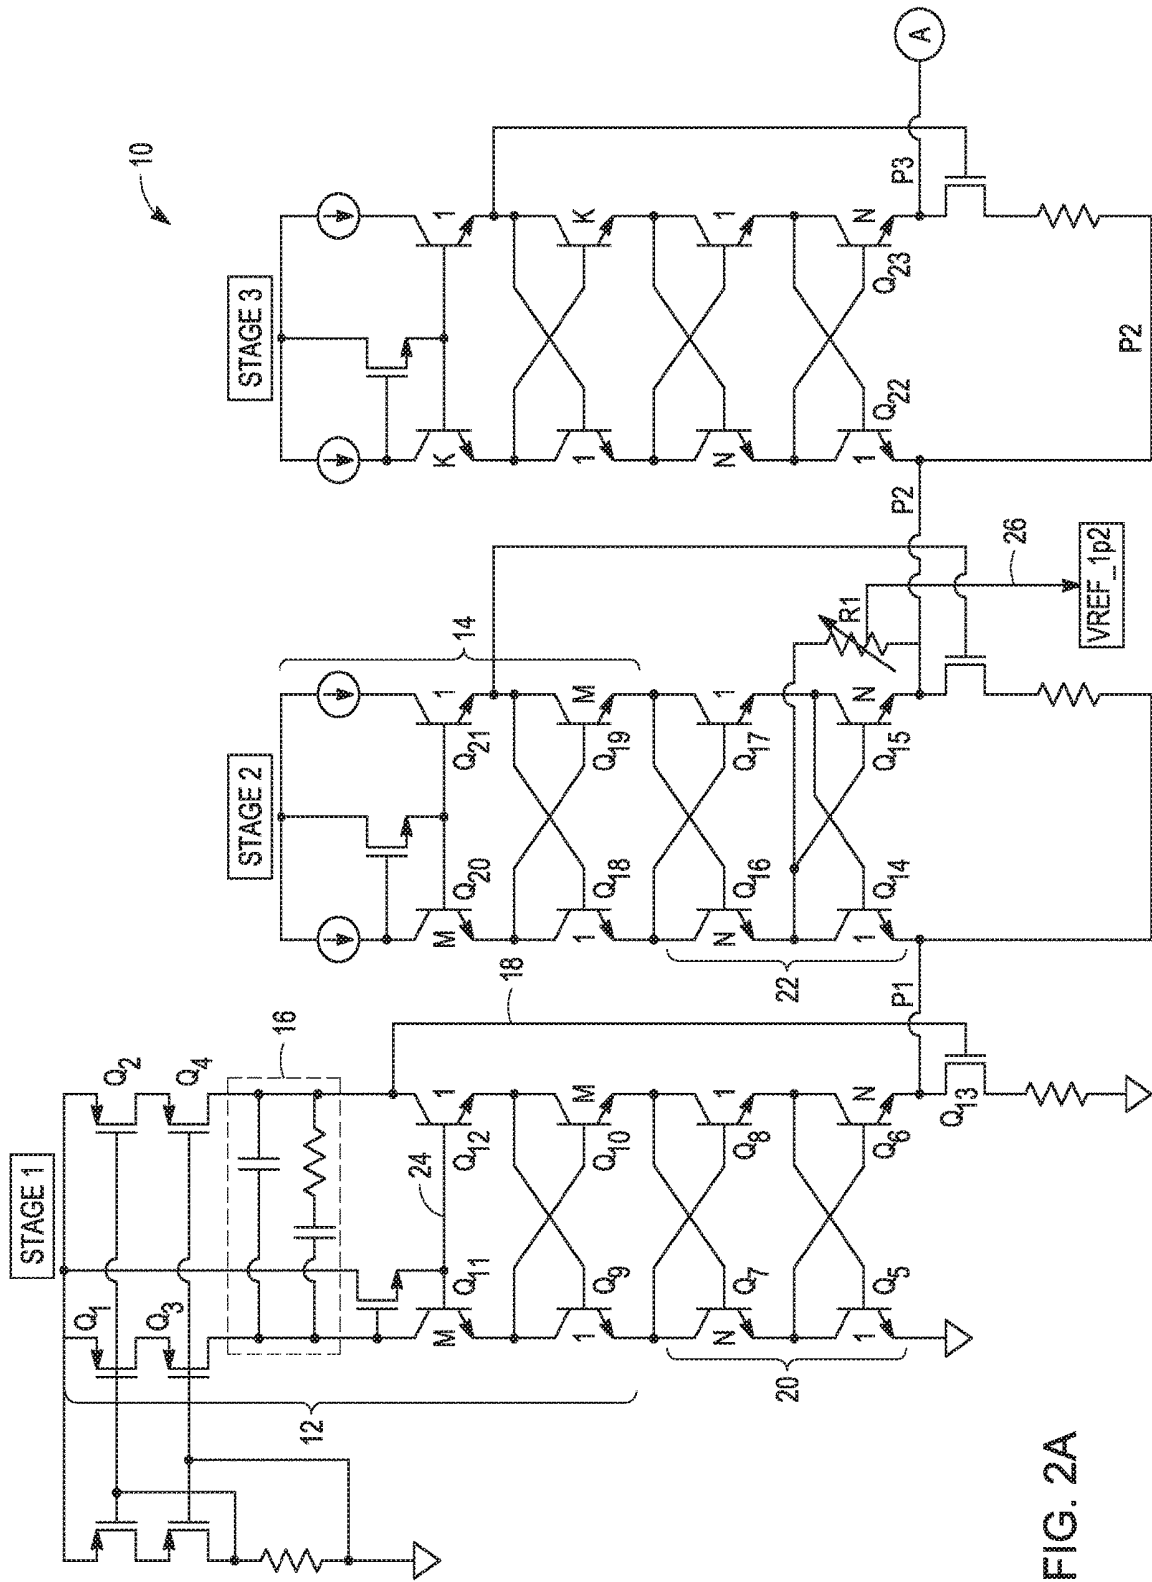 10
A
STAGE 3
K
1
1
K
N
1
1
N
Q22
Q23
P3
P2
P2
STAGE 2
14
M
1
Q20
Q21
1
M
Q18
Q19
N
1
Q16
Q17
1
N
Q14
Q15
22
R1
26
VREF_1p2
P1
STAGE 1
Q1
Q2
Q3
Q4
16
18
12
24
M
1
Q11
Q12
1
M
Q9
Q10
N
1
Q7
Q8
1
N
Q5
Q6
20
Q13
FIG. 2A